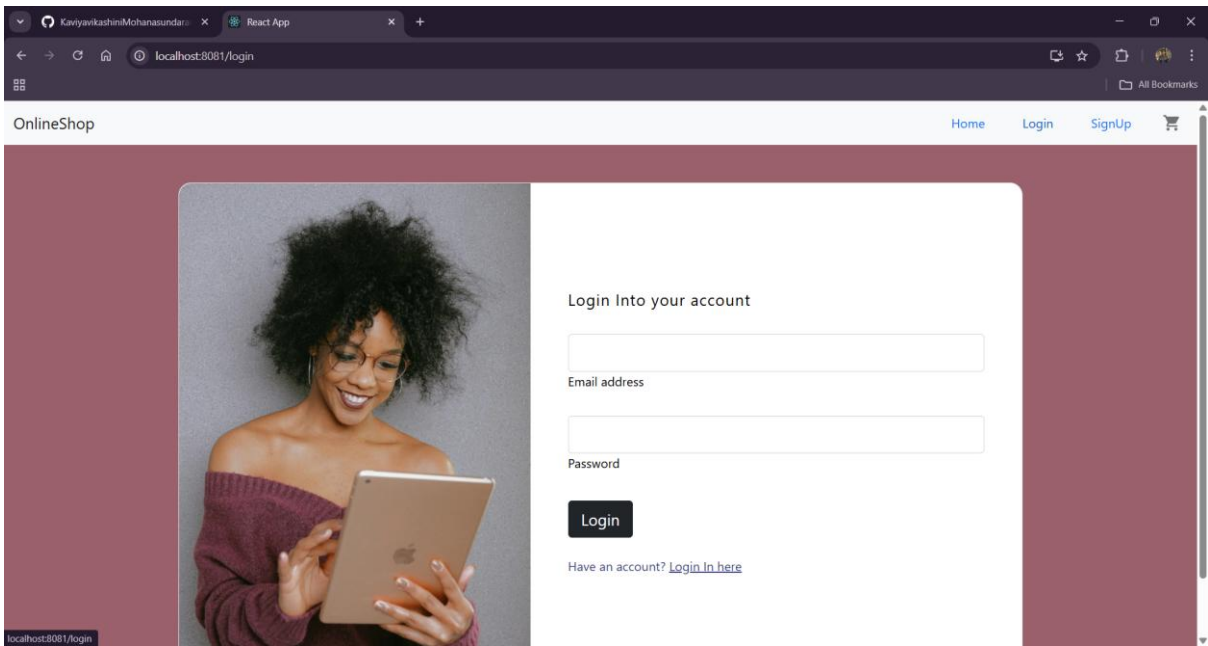 KaviyavikashiniMohanasundara
React App
localhost:8081/login
All Bookmarks
OnlineShop
Home
Login
SignUp
Login Into your account
Email address
Password
Login
Have an account? Login In here
localhost:8081/login